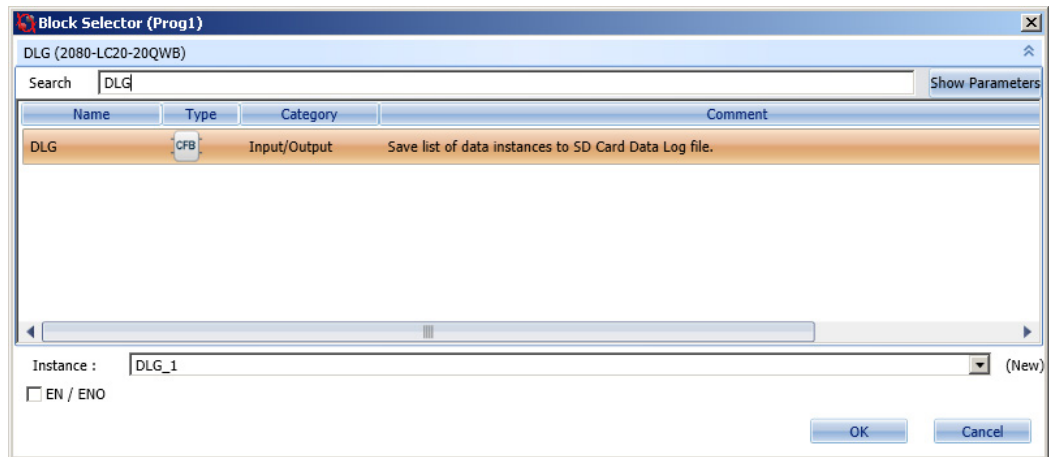 Block Selector (Prog1)
DLG (2080-LC20-20QWB)
Search DLG Show Parameters
Name Type Category Comment
DLG CFB Input/Output Save list of data instances to SD Card Data Log file.
Instance : DLG_1 (New)
EN / ENO
OK Cancel